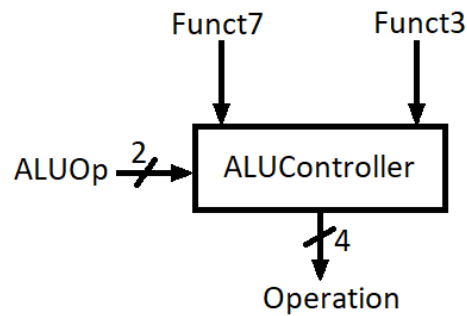 Funct7
Funct3
ALUOp
2
ALUController
4
Operation